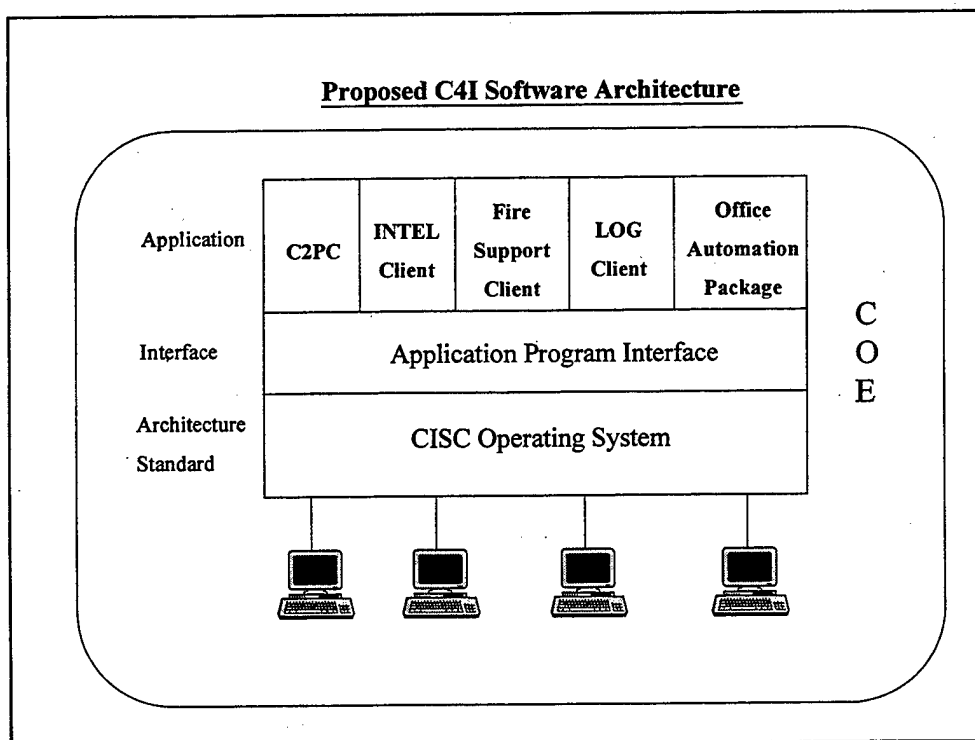 Proposed C4I Software Architecture
Application
C2PC
INTEL
Client
Fire
Support
Client
LOG
Client
Office
Automation
Package
Interface
Application Program Interface
Architecture
Standard
CISC Operating System
C
O
E